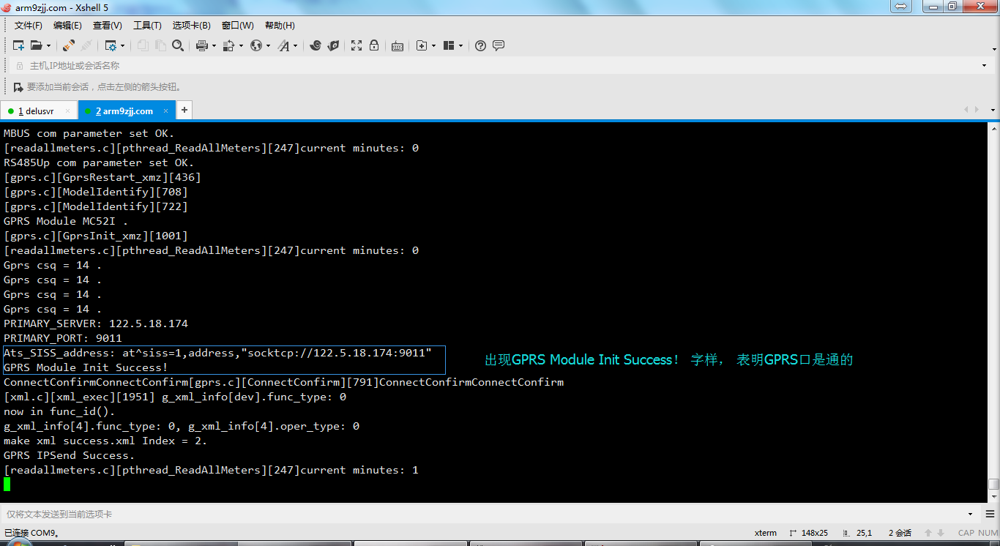 arm9zjj.com - Xshell 5
文件(F) 编辑(E) 查看(V) 工具(T) 选项卡(B) 窗口(W) 帮助(H)
主机,IP地址或会话名称
要添加当前会话，点击左侧的箭头按钮。
1 delusvr × 2 arm9zjj.com × +
MBUS com parameter set OK.
[readallmeters.c][pthread_ReadAllMeters][247]current minutes: 0
RS485Up com parameter set OK.
[gprs.c][GprsRestart_xmz][436]
[gprs.c][ModelIdentify][708]
[gprs.c][ModelIdentify][722]
GPRS Module MC52I .
[gprs.c][GprsInit_xmz][1001]
[readallmeters.c][pthread_ReadAllMeters][247]current minutes: 0
Gprs csq = 14 .
Gprs csq = 14 .
Gprs csq = 14 .
Gprs csq = 14 .
PRIMARY_SERVER: 122.5.18.174
PRIMARY_PORT: 9011
Ats_SISS_address: at^siss=1,address,"socktcp://122.5.18.174:9011"
GPRS Module Init Success!
出现GPRS Module Init Success！ 字样， 表明GPRS口是通的
ConnectConfirmConnectConfirm[gprs.c][ConnectConfirm][791]ConnectConfirmConnectConfirm
[xml.c][xml_exec][1951] g_xml_info[dev].func_type: 0
now in func_id().
g_xml_info[4].func_type: 0, g_xml_info[4].oper_type: 0
make xml success.xml Index = 2.
GPRS IPSend Success.
[readallmeters.c][pthread_ReadAllMeters][247]current minutes: 1
仅将文本发送到当前选项卡
已连接 COM9。 xterm 148x25 25,1 2 会话 CAP NUM